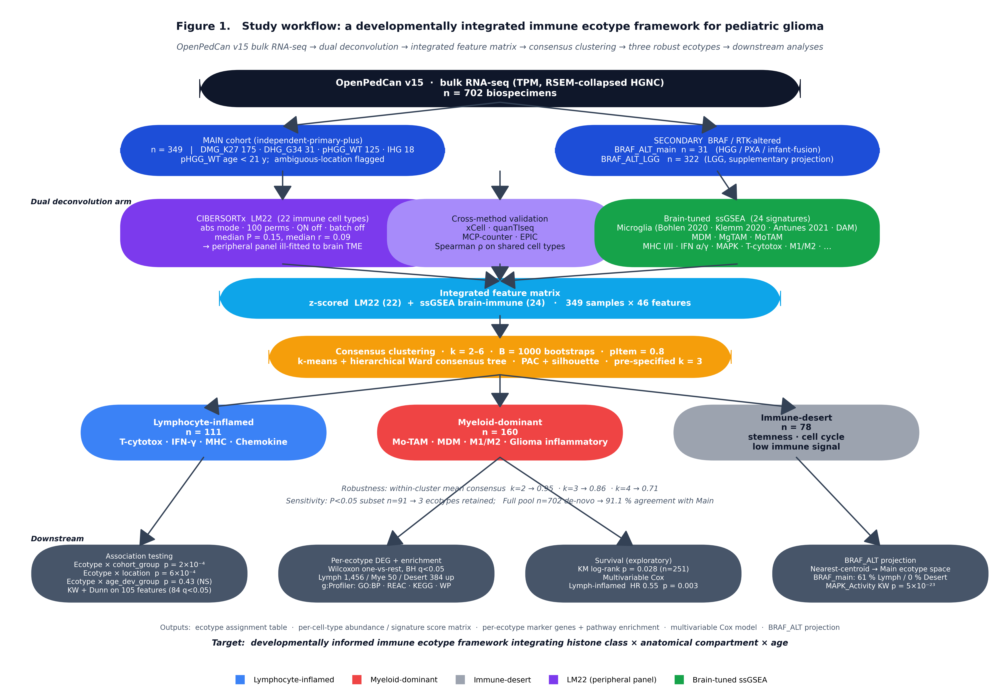 Figure 1.   Study workflow: a developmentally integrated immune ecotype framework for pediatric glioma
OpenPedCan v15 bulk RNA-seq → dual deconvolution → integrated feature matrix → consensus clustering → three robust ecotypes → downstream analyses
OpenPedCan v15  ·  bulk RNA-seq (TPM, RSEM-collapsed HGNC)
n = 702 biospecimens
MAIN cohort (independent-primary-plus)
n = 349   |   DMG_K27 175 · DHG_G34 31 · pHGG_WT 125 · IHG 18
pHGG_WT age < 21 y;  ambiguous-location flagged
SECONDARY  BRAF / RTK-altered
BRAF_ALT_main  n = 31   (HGG / PXA / infant-fusion)
BRAF_ALT_LGG   n = 322  (LGG, supplementary projection)
Dual deconvolution arm
CIBERSORTx  LM22  (22 immune cell types)
abs mode · 100 perms · QN off · batch off
median P = 0.15, median r = 0.09
→ peripheral panel ill-fitted to brain TME
Cross-method validation
xCell · quanTIseq
MCP-counter · EPIC
Spearman ρ on shared cell types
Brain-tuned  ssGSEA  (24 signatures)
Microglia (Bohlen 2020 · Klemm 2020 · Antunes 2021 · DAM)
MDM · MgTAM · MoTAM
MHC I/II · IFN α/γ · MAPK · T-cytotox · M1/M2 · …
Integrated feature matrix
z-scored  LM22 (22)  +  ssGSEA brain-immune (24)   ·   349 samples × 46 features
Consensus clustering  ·  k = 2–6  ·  B = 1000 bootstraps  ·  pItem = 0.8
k-means + hierarchical Ward consensus tree  ·  PAC + silhouette  ·  pre-specified k = 3
Lymphocyte-inflamed
n = 111
T-cytotox · IFN-γ · MHC · Chemokine
Myeloid-dominant
n = 160
Mo-TAM · MDM · M1/M2 · Glioma inflammatory
Immune-desert
n = 78
stemness · cell cycle
low immune signal
Robustness: within-cluster mean consensus  k=2 → 0.95  · k=3 → 0.86  · k=4 → 0.71
Sensitivity: P<0.05 subset n=91 → 3 ecotypes retained;   Full pool n=702 de-novo → 91.1 % agreement with Main
Downstream
Association testing
Ecotype × cohort_group  p = 2×10⁻⁴
Ecotype × location  p = 6×10⁻⁴
Ecotype × age_dev_group  p = 0.43 (NS)
KW + Dunn on 105 features (84 q<0.05)
Per-ecotype DEG + enrichment
Wilcoxon one-vs-rest, BH q<0.05
Lymph 1,456 / Mye 50 / Desert 384 up
g:Profiler: GO:BP · REAC · KEGG · WP
Survival (exploratory)
KM log-rank p = 0.028 (n=251)
Multivariable Cox
Lymph-inflamed  HR 0.55  p = 0.003
BRAF_ALT projection
Nearest-centroid → Main ecotype space
BRAF_main: 61 % Lymph / 0 % Desert
MAPK_Activity KW p = 5×10⁻²³
Outputs:  ecotype assignment table  ·  per-cell-type abundance / signature score matrix  ·  per-ecotype marker genes + pathway enrichment  ·  multivariable Cox model  ·  BRAF_ALT projection
Target:  developmentally informed immune ecotype framework integrating histone class × anatomical compartment × age
Lymphocyte-inflamed
Myeloid-dominant
Immune-desert
LM22 (peripheral panel)
Brain-tuned ssGSEA